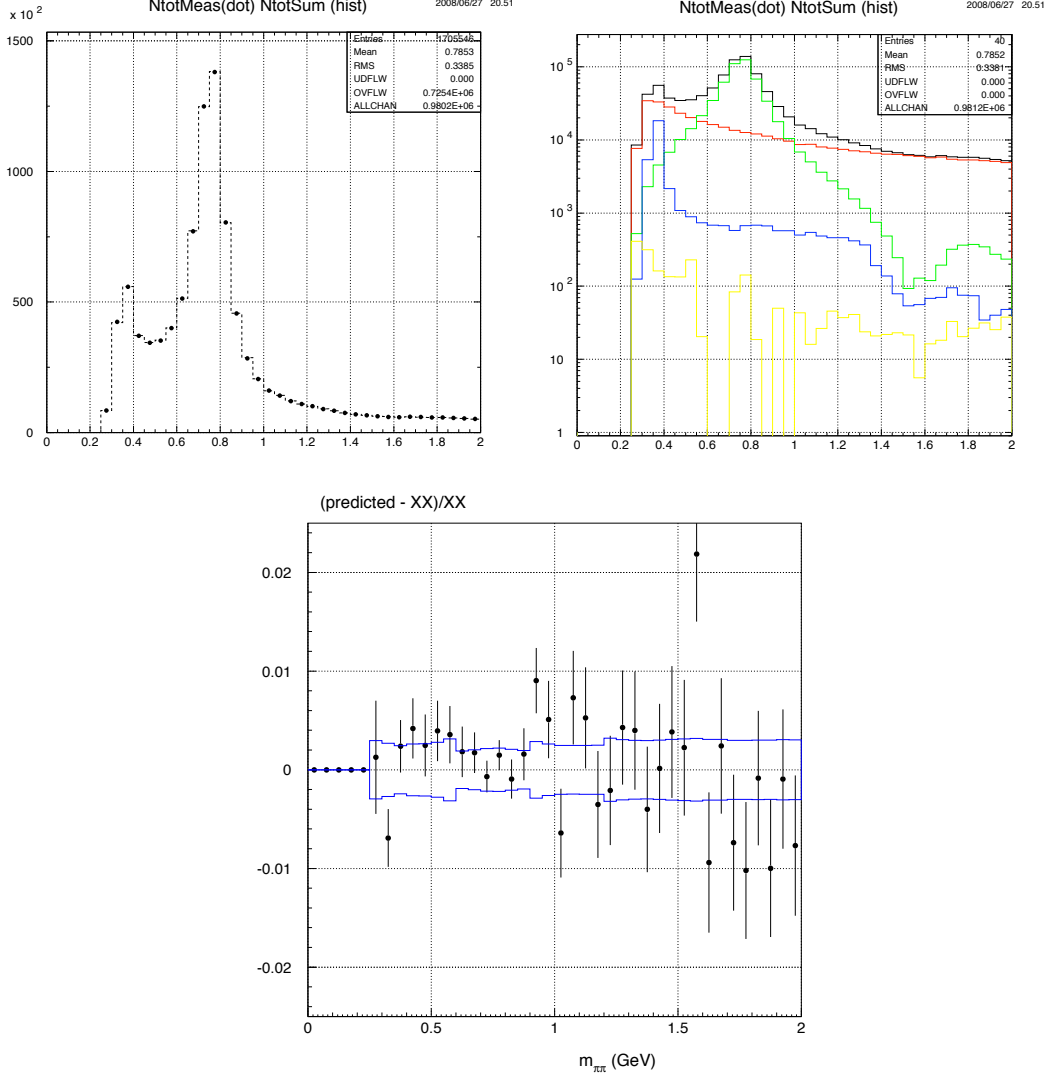 NtotMeas(dot) NtotSum (hist)
2008/06/27 20.51
x 10 2
Entries 1705546
Mean 0.7853
RMS 0.3385
UDFLW 0.000
OVFLW 0.7254E+06
ALLCHAN 0.9802E+06
1500
1000
500
0
0 0.2 0.4 0.6 0.8 1 1.2 1.4 1.6 1.8 2
NtotMeas(dot) NtotSum (hist)
2008/06/27 20.51
Entries 40
Mean 0.7852
RMS 0.3381
UDFLW 0.000
OVFLW 0.000
ALLCHAN 0.9812E+06
10 5
10 4
10 3
10 2
10
1
0 0.2 0.4 0.6 0.8 1 1.2 1.4 1.6 1.8 2
(predicted - XX)/XX
0.02
0.01
0
-0.01
-0.02
0 0.5 1 1.5 2
mππ (GeV)